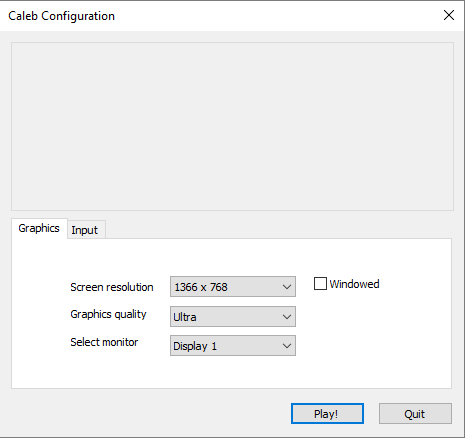 Caleb Configuration
Graphics Input
Screen resolution 1366 x 768 Windowed
Graphics quality Ultra
Select monitor Display 1
Play! Quit